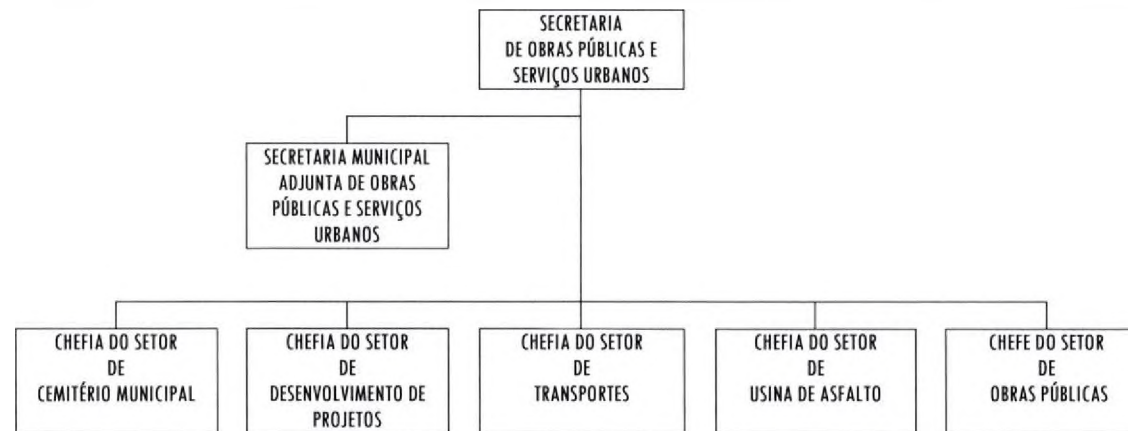 SECRETARIA
DE OBRAS PÚBLICAS E
SERVIÇOS URBANOS
SECRETARIA MUNICIPAL
ADJUNTA DE OBRAS
PÚBLICAS E SERVIÇOS
URBANOS
CHEFIA DO SETOR
DE
CEMITÉRIO MUNICIPAL
CHEFIA DO SETOR
DE
DESENVOLVIMENTO DE
PROJETOS
CHEFIA DO SETOR
DE
TRANSPORTES
CHEFIA DO SETOR
DE
USINA DE ASFALTO
CHEFE DO SETOR
DE
OBRAS PÚBLICAS